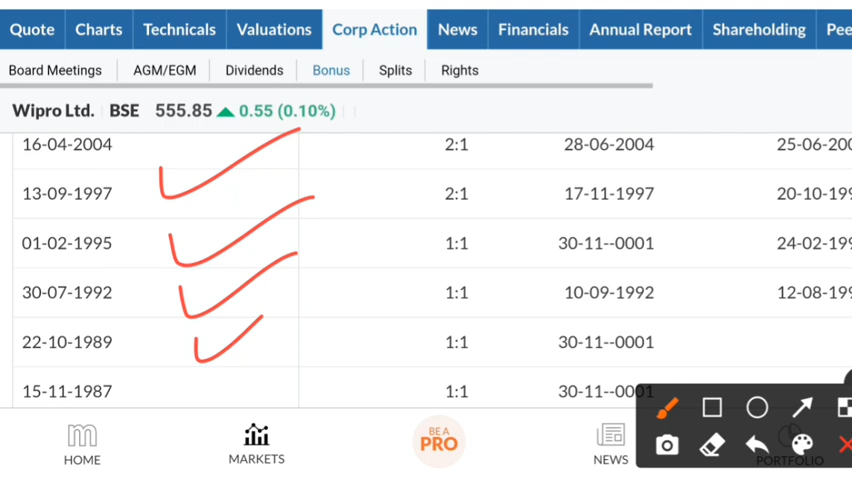 Quote Charts Technicals Valuations Corp Action News Financials Annual Report Shareholding
Board Meetings AGM/EGM Dividends Bonus Splits Rights
Wipro Ltd. BSE 555.85 0.55 (0.10%)
16-04-2004 2:1 28-06-2004
13-09-1997 2:1 17-11-1997
01-02-1995 1:1 30-11--0001
30-07-1992 1:1 10-09-1992
22-10-1989 1:1 30-11--0001
15-11-1987 1:1 30-11--0001
HOME MARKETS BE A PRO NEWS PORTFOLIO